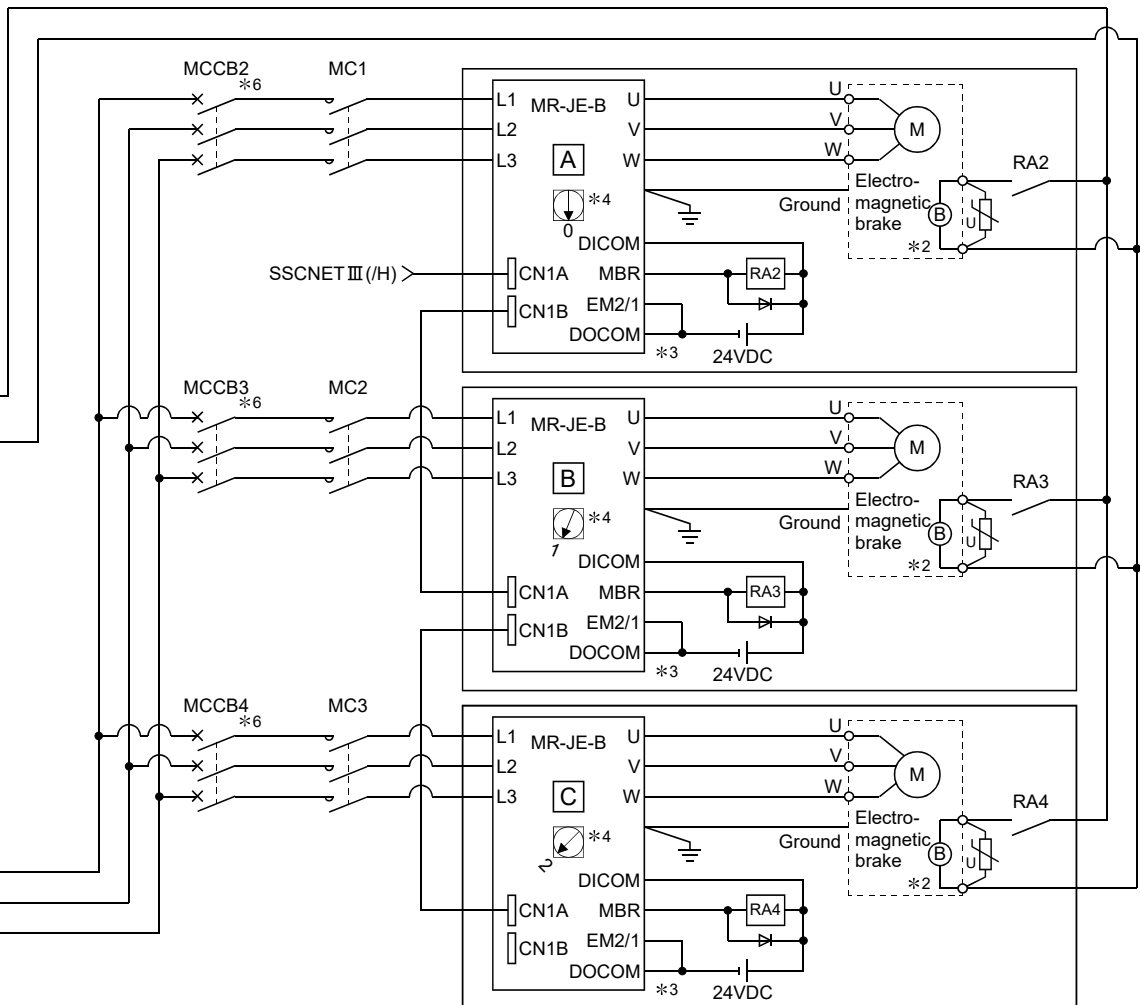 MCCB2 MC1
*6
L1 MR-JE-B U U
L2 V V M
L3 A W W
RA2
*4
0
Ground
Electro-
magnetic
brake
B U
*2
DICOM
SSCNETⅢ(/H) CN1A MBR RA2
CN1B EM2/1
DOCOM
*3 24VDC
MCCB3 MC2
*6
L1 MR-JE-B U U
L2 V V M
L3 B W W
RA3
*4
1
Ground
Electro-
magnetic
brake
B U
*2
DICOM
CN1A MBR RA3
CN1B EM2/1
DOCOM
*3 24VDC
MCCB4 MC3
*6
L1 MR-JE-B U U
L2 V V M
L3 C W W
RA4
*4
2
Ground
Electro-
magnetic
brake
B U
*2
DICOM
CN1A MBR RA4
CN1B EM2/1
DOCOM
*3 24VDC